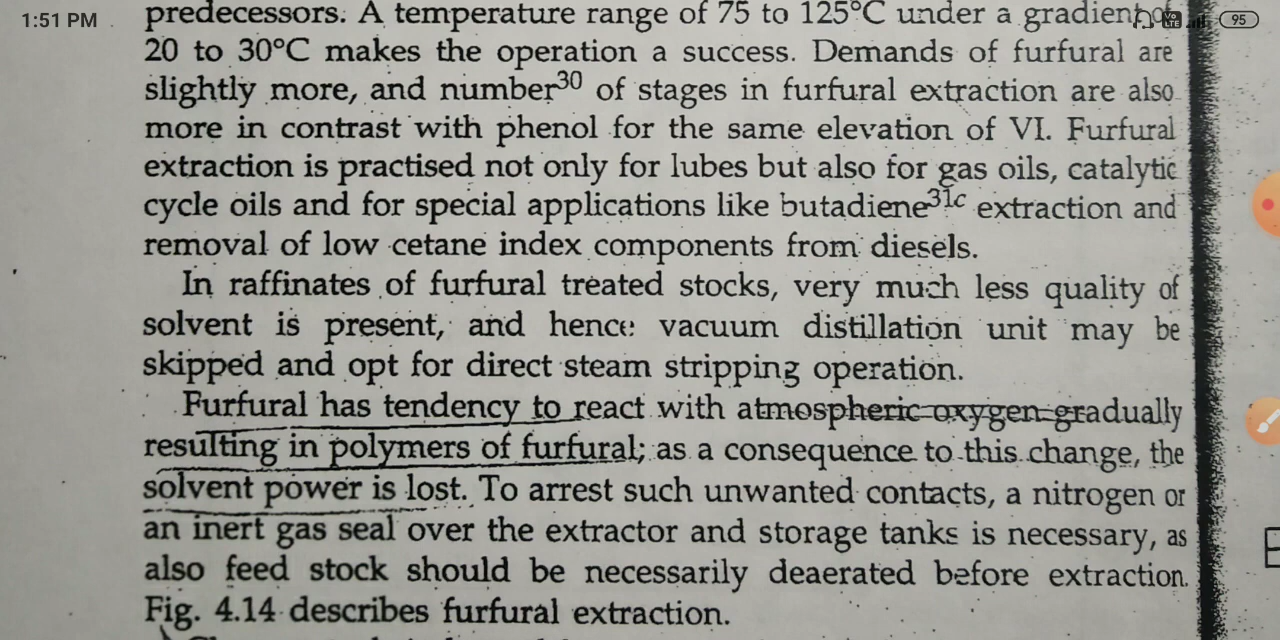 1:51 PM
VO LTE
95
predecessors. A temperature range of 75 to 125°C under a gradient of
20 to 30°C makes the operation a success. Demands of furfural are
slightly more, and number30 of stages in furfural extraction are also
more in contrast with phenol for the same elevation of VI. Furfural
extraction is practised not only for lubes but also for gas oils, catalytic
cycle oils and for special applications like butadiene31c extraction and
removal of low cetane index components from diesels.
In raffinates of furfural treated stocks, very much less quality of
solvent is present, and hence vacuum distillation unit may be
skipped and opt for direct steam stripping operation.
Furfural has tendency to react with atmospheric oxygen gradually
resulting in polymers of furfural; as a consequence to this change, the
solvent power is lost. To arrest such unwanted contacts, a nitrogen or
an inert gas seal over the extractor and storage tanks is necessary, as
also feed stock should be necessarily deaerated before extraction.
Fig. 4.14 describes furfural extraction.